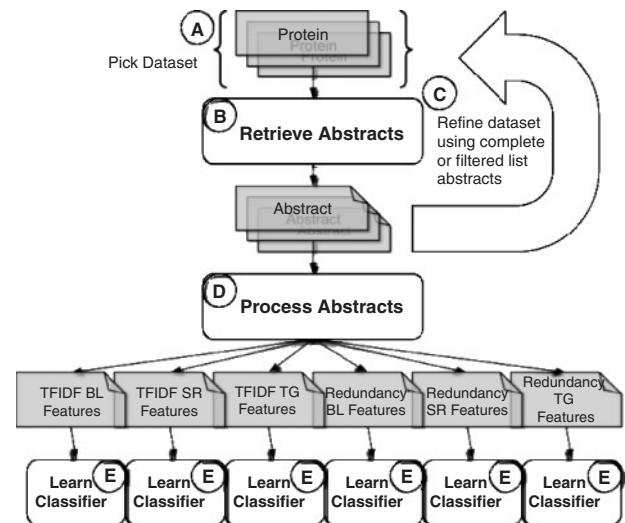 A
Pick Dataset
Protein
Protein
Protein
B
Retrieve Abstracts
C
Refine dataset
using complete
or filtered list
abstracts
Abstract
Abstract
Abstract
D
Process Abstracts
TFIDF BL
Features
TFIDF SR
Features
TFIDF TG
Features
Redundancy
BL Features
Redundancy
SR Features
Redundancy
TG
Features
Learn
Classifier
E
Learn
Classifier
E
Learn
Classifier
E
Learn
Classifier
E
Learn
Classifier
E
Learn
Classifier
E